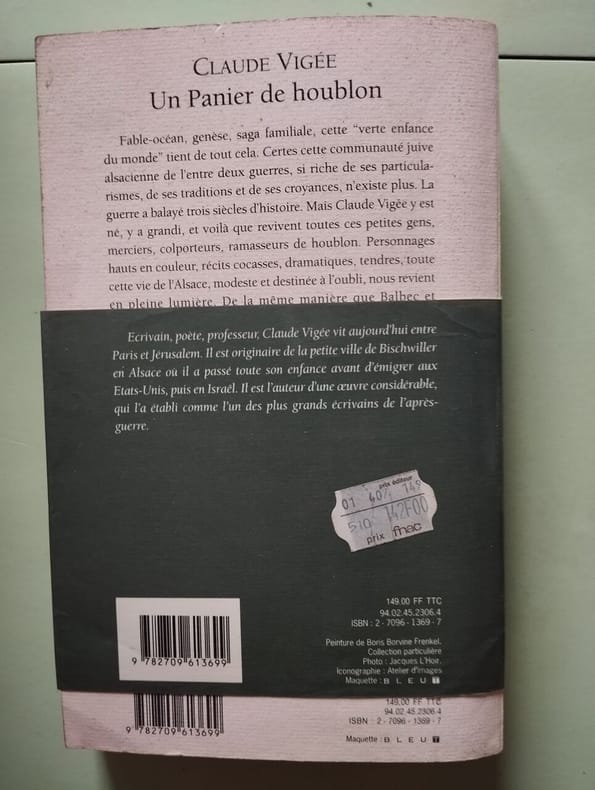 CLAUDE VIGÉE
Un Panier de houblon
Fable-océan, genèse, saga familiale, cette "verte enfance
du monde" tient de tout cela. Certes cette communauté juive
alsacienne de l'entre deux guerres, si riche de ses particula-
rismes, de ses traditions et de ses croyances, n'existe plus. La
guerre a balayé trois siècles d'histoire. Mais Claude Vigée y est
né, y a grandi, et voilà que revivent toutes ces petites gens,
merciers, colporteurs, ramasseurs de houblon. Personnages
hauts en couleur, récits cocasses, dramatiques, tendres, toute
cette vie de l'Alsace, modeste et destinée à l'oubli, nous revient
en pleine lumière. De la même manière que Balbec et
Ecrivain, poète, professeur, Claude Vigée vit aujourd'hui entre
Paris et Jérusalem. Il est originaire de la petite ville de Bischwiller
en Alsace où il a passé toute son enfance avant d'émigrer aux
Etats-Unis, puis en Israël. Il est l'auteur d'une œuvre considérable,
qui l'a établi comme l'un des plus grands écrivains de l'après-
guerre.
prix éditeur
01 402 149
510 142F00
prix fnac
149.00 FF TTC
94.02.45.2306.4
ISBN : 2 - 7096 - 1369 - 7
Peinture de Boris Borvine Frenkel.
Collection particulière
Photo : Jacques L'Hoir.
Iconographie : Atelier d'images
Maquette : BLEU T
9 782709 613699
149.00 FF TTC
94.02.45.2306.4
ISBN : 2 - 7096 - 1369 - 7
Maquette : BLEU T
9 782709 613699